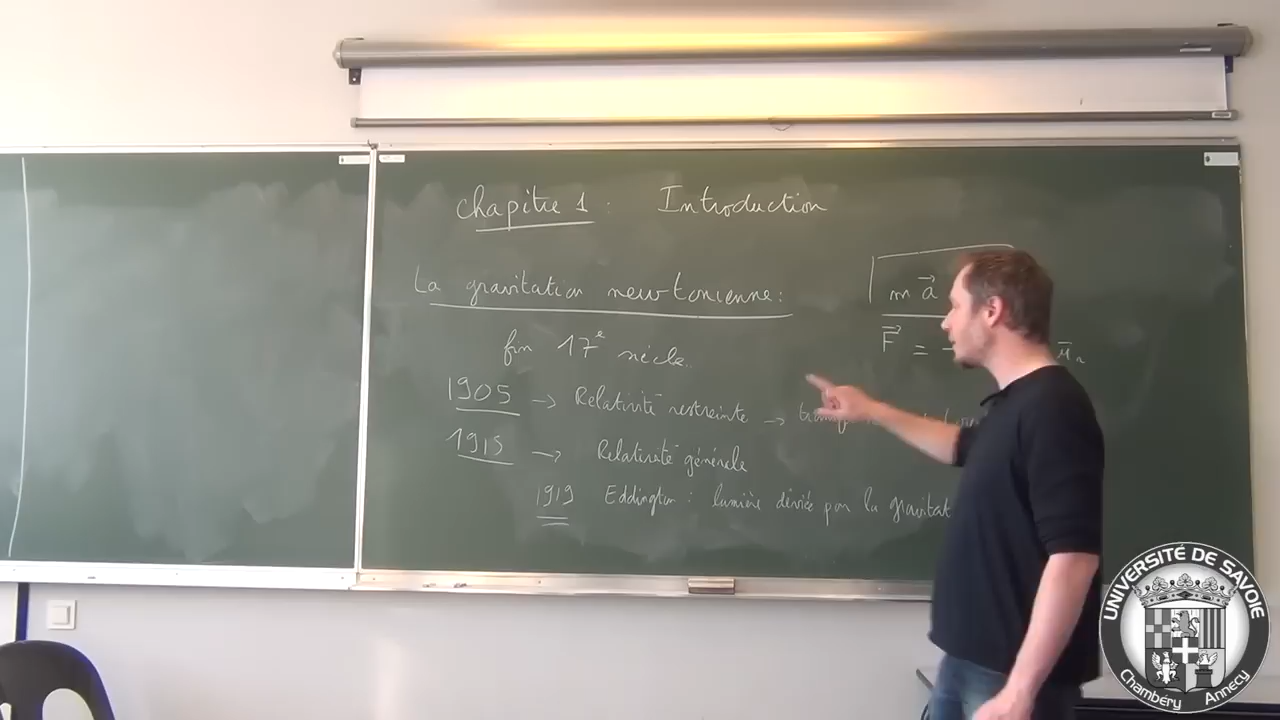 Chapitre 1 : Introduction
La gravitation newtonienne :
fin 17e siècle..
m a
F = -
u r
1905 → Relativité restreinte →
1915 → Relativité générale
1919 Eddington : lumière déviée par la gravitat
UNIVERSITÉ DE SAVOIE
Chambéry Annecy